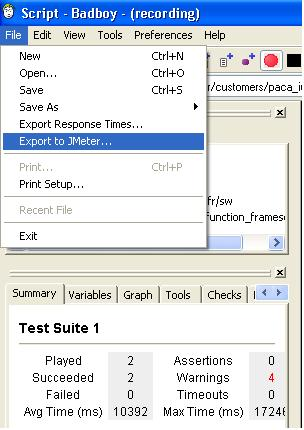 Script - Badboy - (recording)
File Edit View Tools Preferences Help
New Ctrl+N
Open... Ctrl+O
Save Ctrl+S
Save As
Export Response Times...
Export to JMeter...
Print... Ctrl+P
Print Setup...
Recent File
Exit
r/customers/paca_iu
fr/sw
function_framese
Summary Variables Graph Tools Checks
Test Suite 1
Played 2 Assertions 0
Succeeded 2 Warnings 4
Failed 0 Timeouts 0
Avg Time (ms) 10392 Max Time (ms) 17246